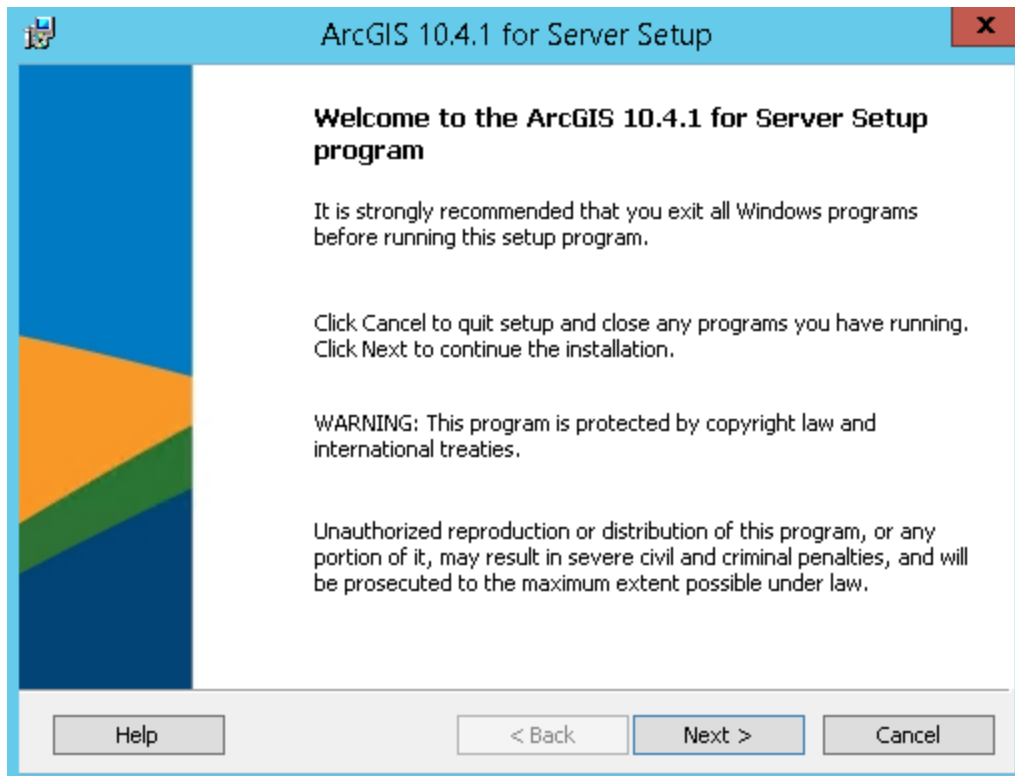 ArcGIS 10.4.1 for Server Setup
x
Welcome to the ArcGIS 10.4.1 for Server Setup
program
It is strongly recommended that you exit all Windows programs
before running this setup program.
Click Cancel to quit setup and close any programs you have running.
Click Next to continue the installation.
WARNING: This program is protected by copyright law and
international treaties.
Unauthorized reproduction or distribution of this program, or any
portion of it, may result in severe civil and criminal penalties, and will
be prosecuted to the maximum extent possible under law.
Help
< Back
Next >
Cancel